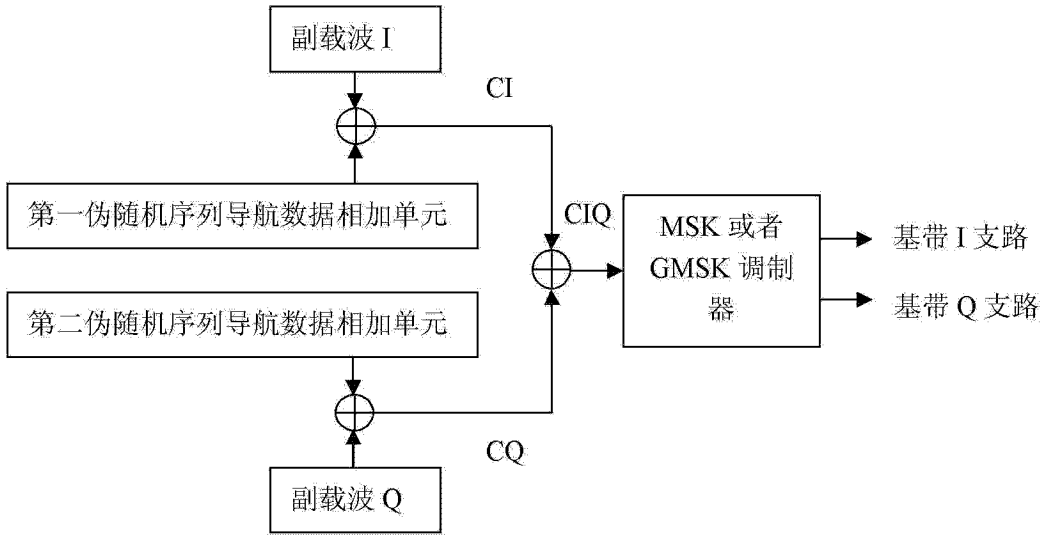 副载波 I
CI
第一伪随机序列导航数据相加单元
CIQ
MSK 或者
GMSK 调制
器
基带 I 支路
基带 Q 支路
第二伪随机序列导航数据相加单元
CQ
副载波 Q